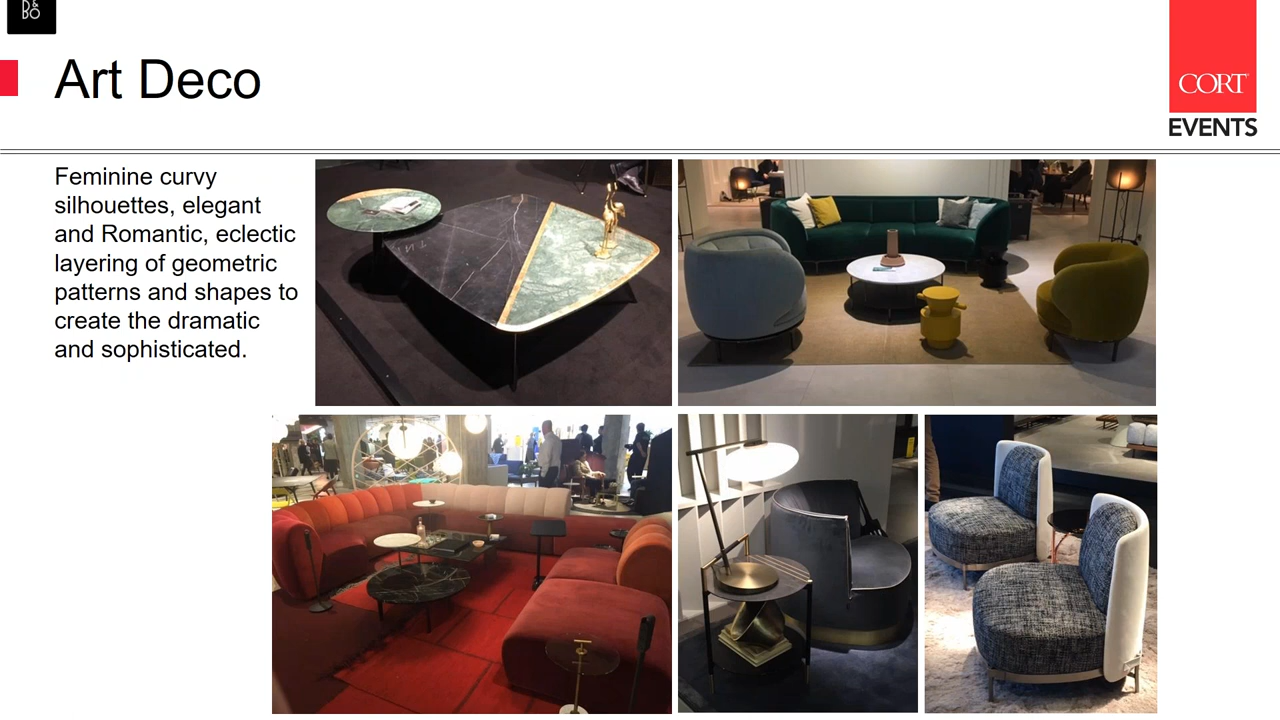 D&
BO
Art Deco
CORT
EVENTS
Feminine curvy
silhouettes, elegant
and Romantic, eclectic
layering of geometric
patterns and shapes to
create the dramatic
and sophisticated.